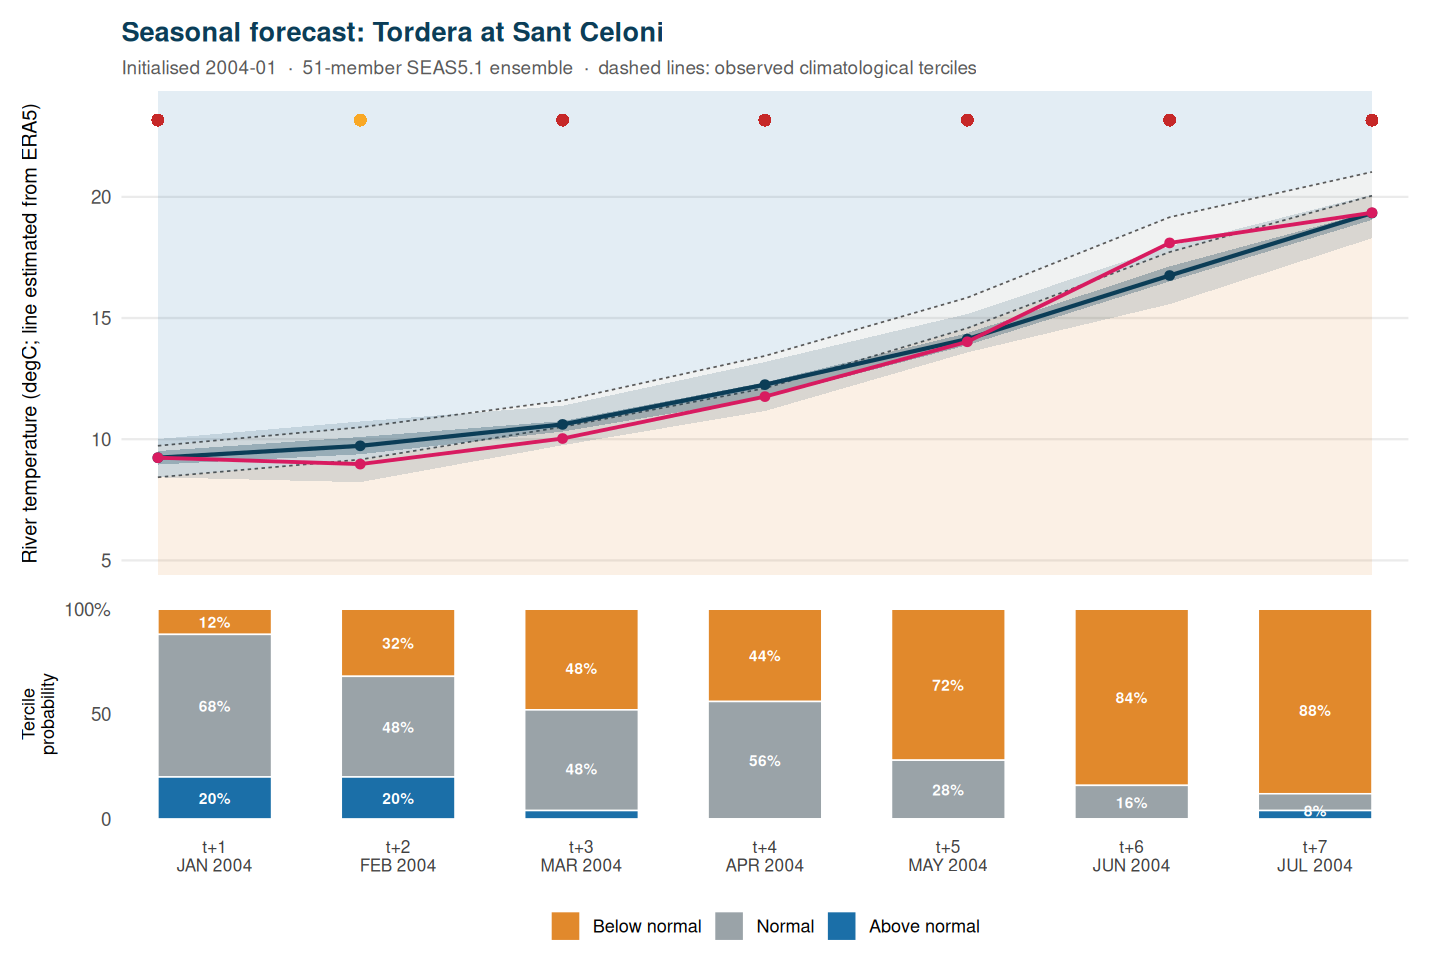 Seasonal forecast: Tordera at Sant Celoni
Initialised 2004-01 · 51-member SEAS5.1 ensemble · dashed lines: observed climatological terciles
River temperature (degC; line estimated from ERA5)
20
15
10
5
Tercile
probability
100%
50
0
12%
68%
20%
32%
48%
20%
48%
48%
44%
56%
72%
28%
84%
16%
88%
8%
t+1
JAN 2004
t+2
FEB 2004
t+3
MAR 2004
t+4
APR 2004
t+5
MAY 2004
t+6
JUN 2004
t+7
JUL 2004
Below normal
Normal
Above normal